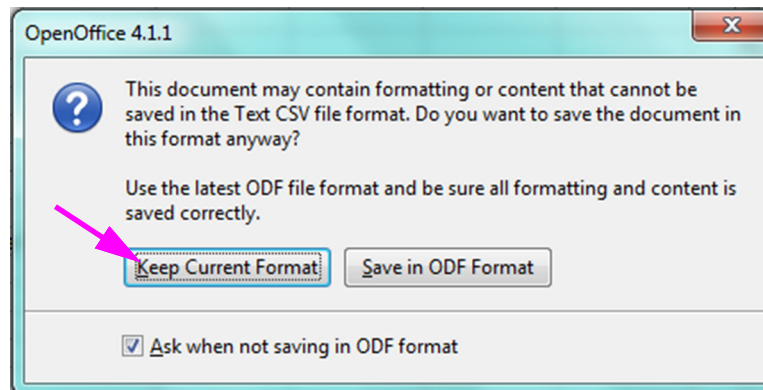 OpenOffice 4.1.1
This document may contain formatting or content that cannot be
saved in the Text CSV file format. Do you want to save the document in
this format anyway?
Use the latest ODF file format and be sure all formatting and content is
saved correctly.
Keep Current Format
Save in ODF Format
Ask when not saving in ODF format